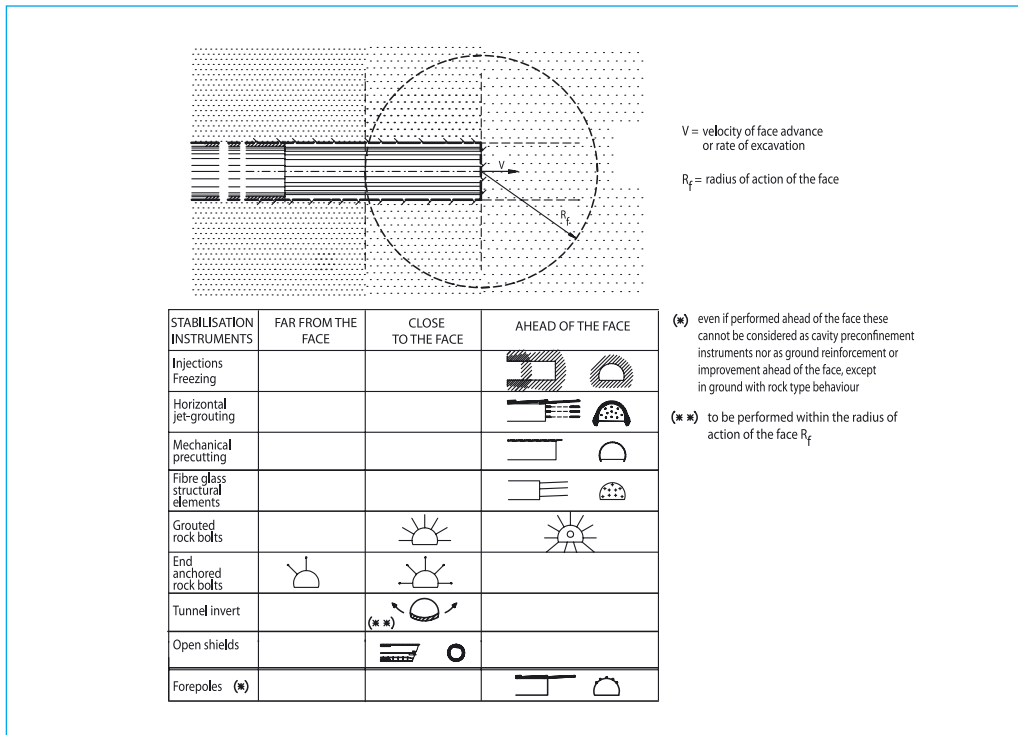 V = velocity of face advance
or rate of excavation
V
Rf = radius of action of the face
Rf
STABILISATION
INSTRUMENTS
FAR FROM THE
FACE
CLOSE
TO THE FACE
AHEAD OF THE FACE
(*) even if performed ahead of the face these
cannot be considered as cavity preconfinement
instruments nor as ground reinforcement or
improvement ahead of the face, except
in ground with rock type behaviour
(* *) to be performed within the radius of
action of the face Rf
Injections
Freezing
Horizontal
jet-grouting
Mechanical
precutting
Fibre glass
structural
elements
Grouted
rock bolts
End
anchored
rock bolts
Tunnel invert
(* *)
Open shields
Forepoles (*)